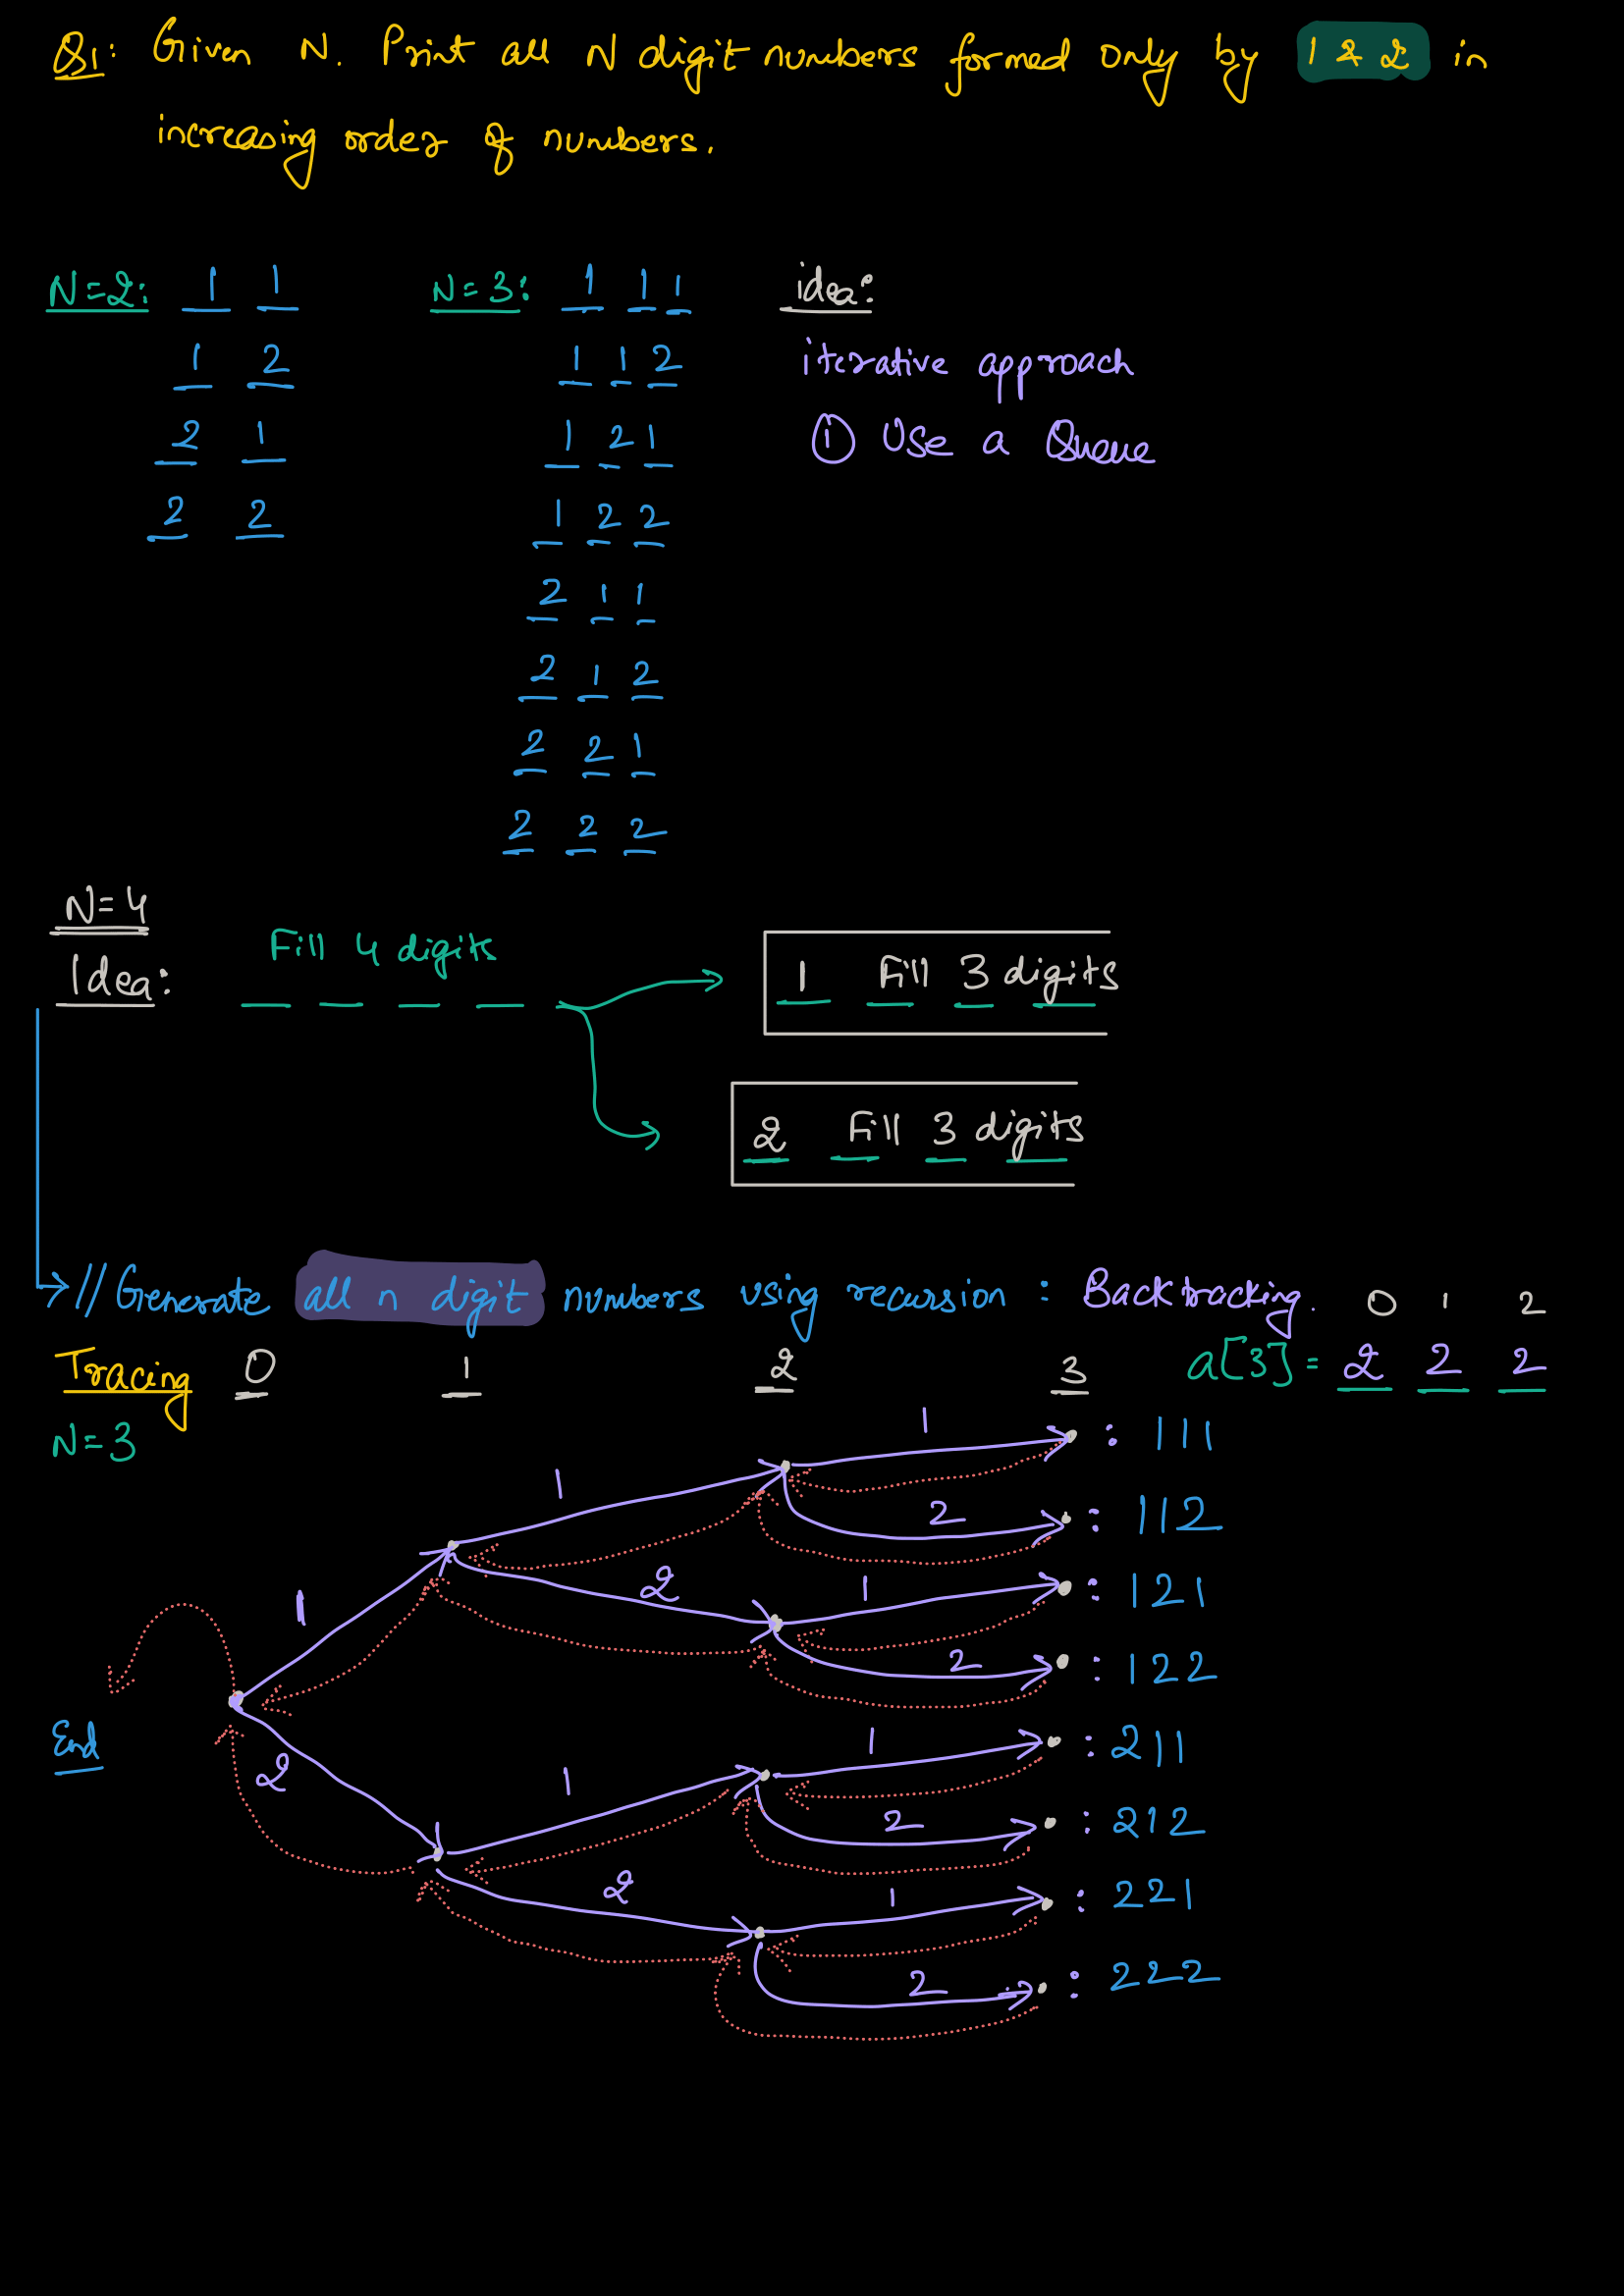 Q1: Given N. Print all N digit numbers formed only by 1 & 2 in
increasing order of numbers.
N=2: 1 1
1 2
2 1
2 2
N=3: 1 1 1
1 1 2
1 2 1
1 2 2
2 1 1
2 1 2
2 2 1
2 2 2
idea:
iterative approach
① Use a Queue
N=4
Idea:
Fill 4 digits
1 Fill 3 digits
2 Fill 3 digits
//Generate all n digit numbers using recursion : Backtracking.
0 1 2
a[3] = 2 2 2
Tracing 0 1 2 3
N=3
1 : 111
1
2 : 112
1
2
1 : 121
2 : 122
End
2
1
1 : 211
2 : 212
2
1 : 221
2 : 222